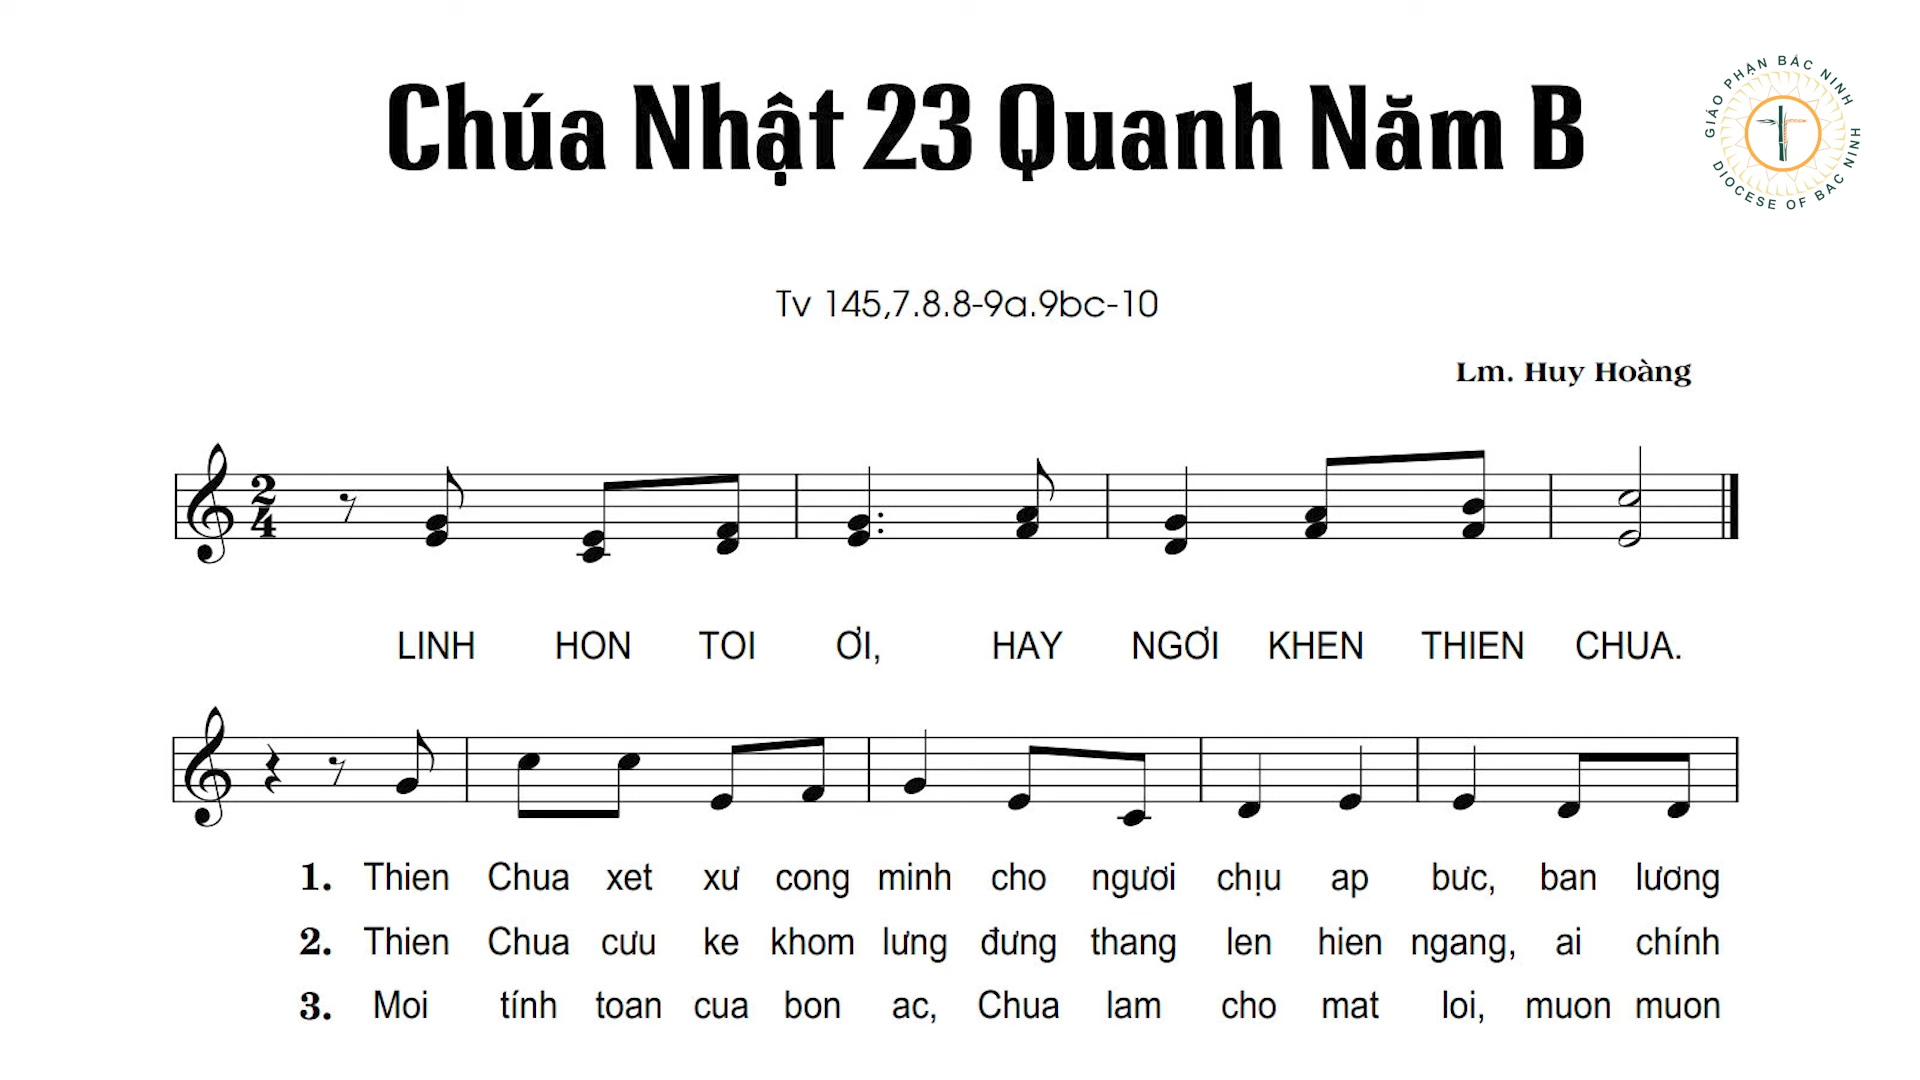 Chúa Nhật 23 Quanh Năm B
GIÁO PHẬN BẮC NINH
DIOCESE OF BAC NINH
Tv 145,7.8.8-9a.9bc-10
Lm. Huy Hoàng
2
4
LINH HON TOI ƠI, HAY NGƠI KHEN THIEN CHUA.
1. Thien Chua xet xư cong minh cho ngươi chịu ap bưc, ban lương
2. Thien Chua cưu ke khom lưng đưng thang len hien ngang, ai chính
3. Moi tính toan cua bon ac, Chua lam cho mat loi, muon muon